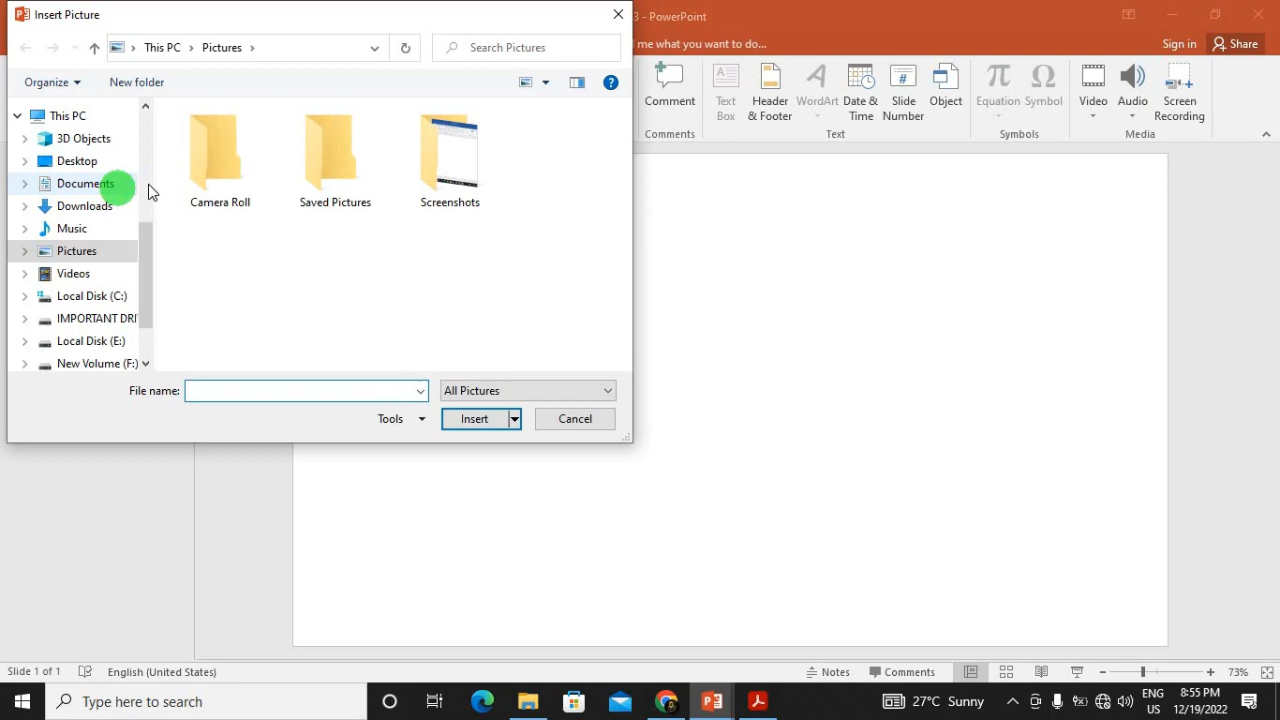 Insert Picture
3 - PowerPoint
This PC
Pictures
Search Pictures
me what you want to do...
Sign in
Share
Organize
New folder
This PC
3D Objects
Desktop
Documents
Downloads
Music
Pictures
Videos
Local Disk (C:)
IMPORTANT DRI
Local Disk (E:)
New Volume (F:)
Camera Roll
Saved Pictures
Screenshots
File name:
All Pictures
Tools
Insert
Cancel
Comment
Comments
Text
Box
Header
& Footer
WordArt
Date &
Time
Slide
Number
Object
Text
Equation
Symbol
Symbols
Video
Audio
Screen
Recording
Media
Slide 1 of 1
English (United States)
Notes
Comments
73%
Type here to search
27°C Sunny
ENG
US
8:55 PM
12/19/2022